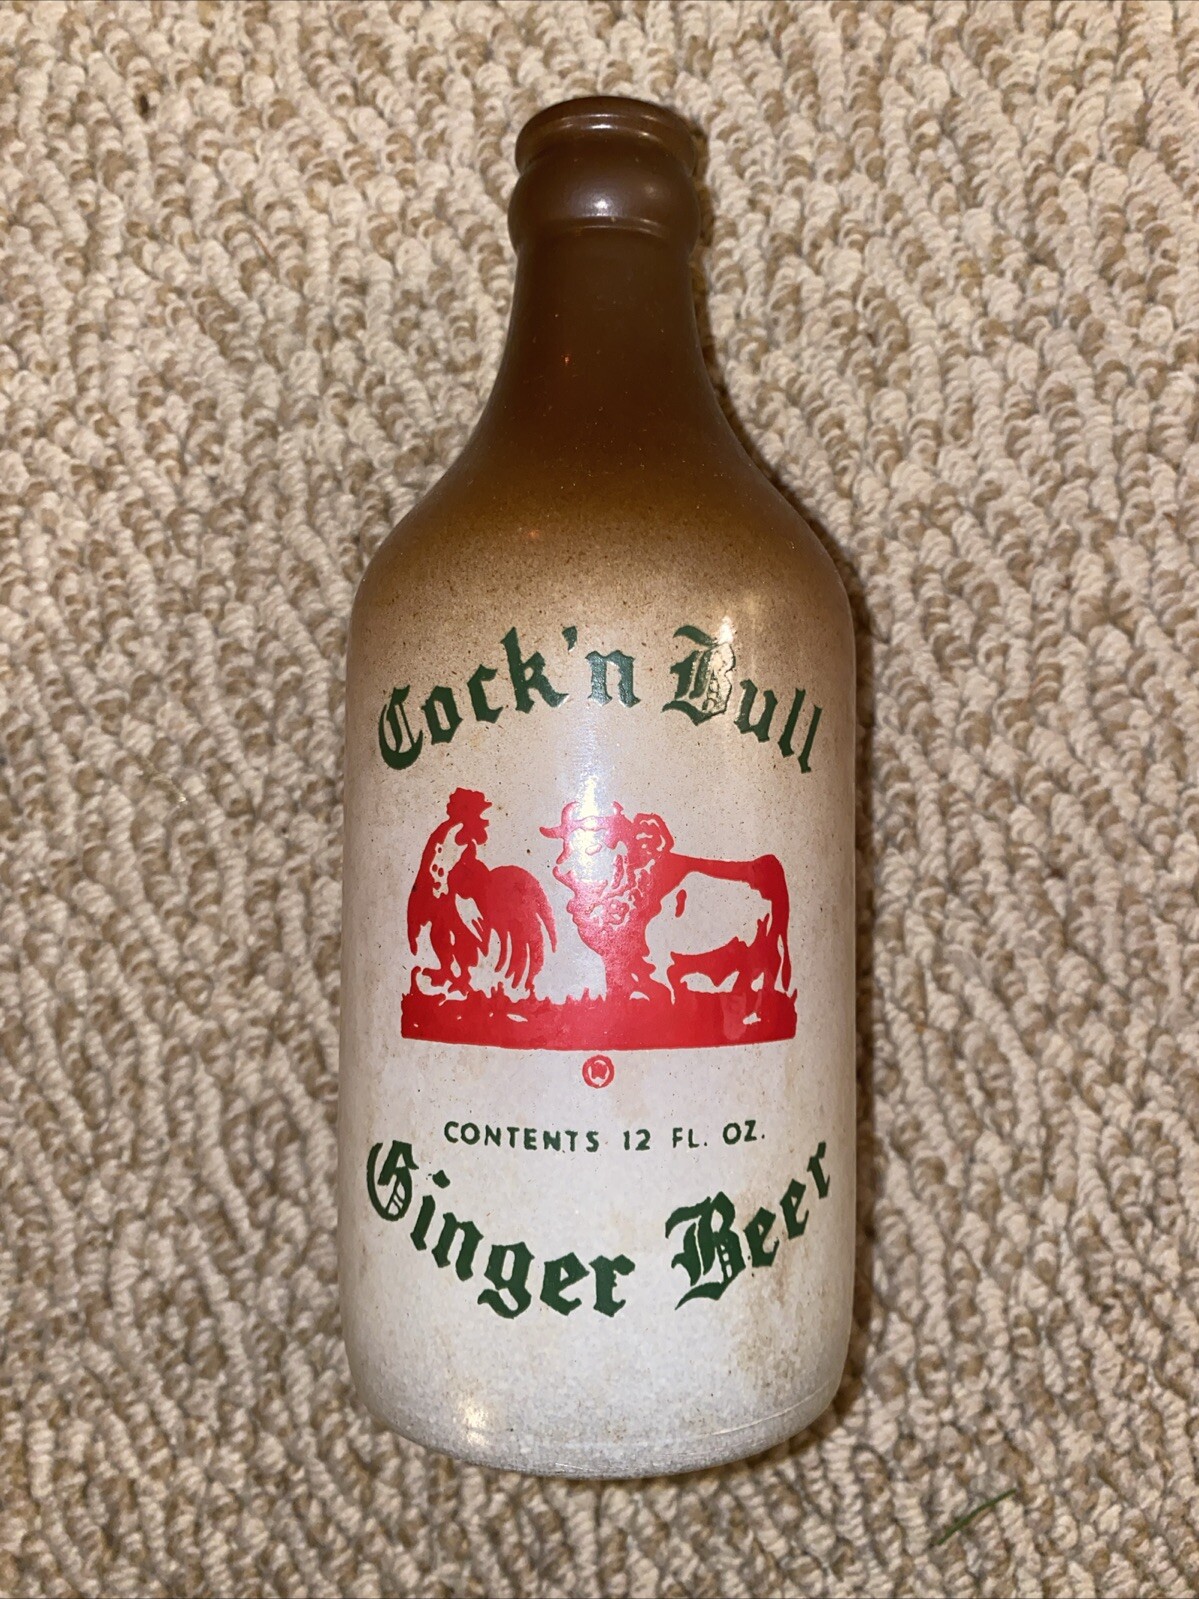 Cock'n Bull
CONTENTS 12 FL. OZ.
Ginger Beer